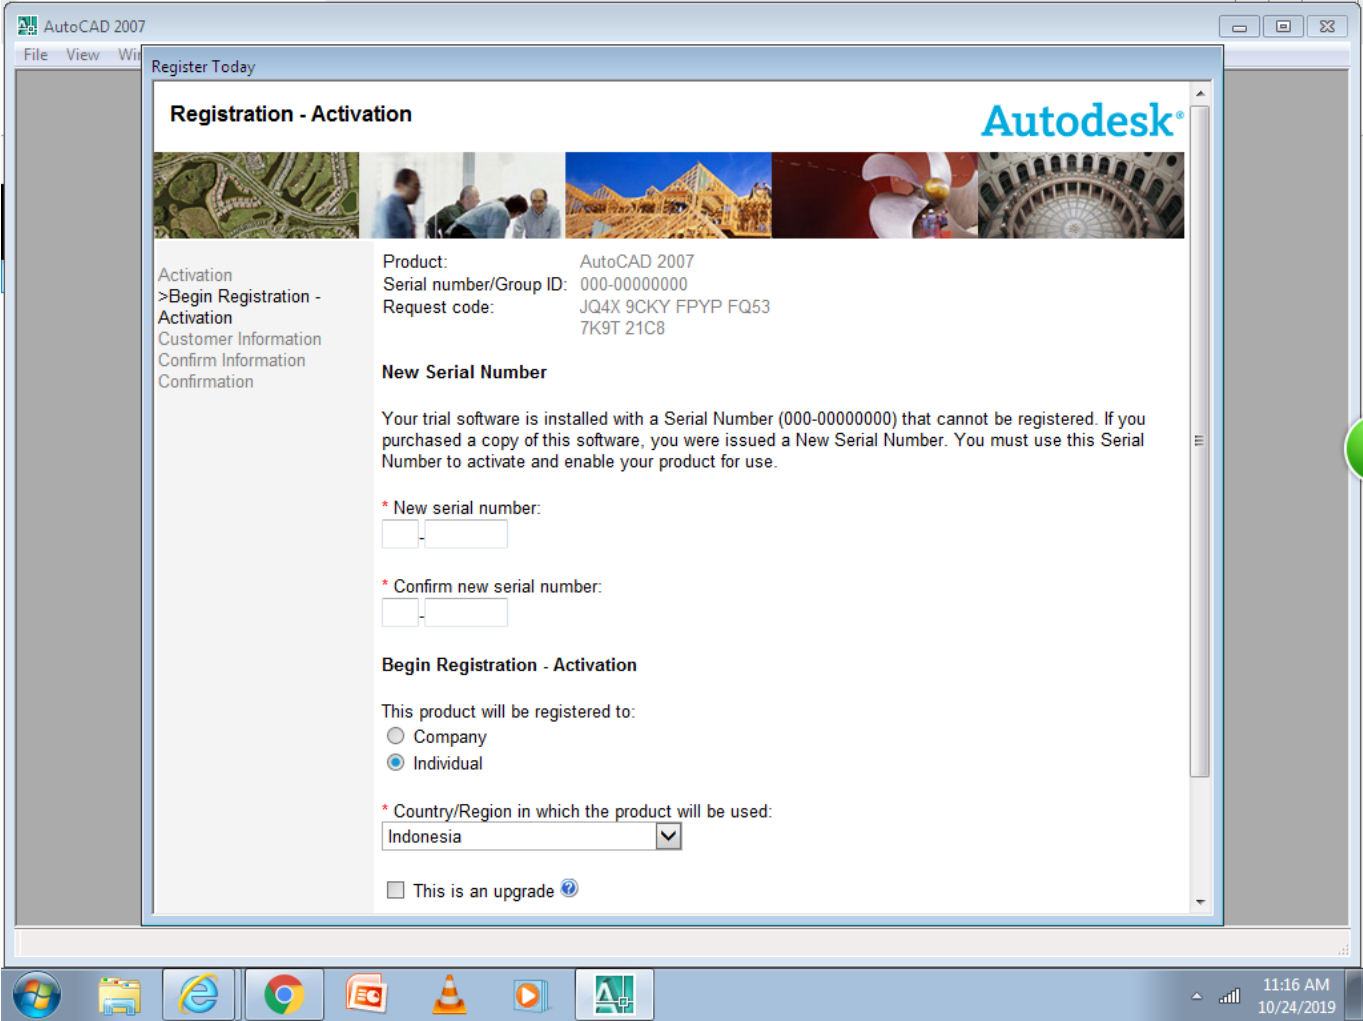 AutoCAD 2007
File View Wi
Register Today
Registration - Activation
Autodesk®
Activation
>Begin Registration -
Activation
Customer Information
Confirm Information
Confirmation
Product: AutoCAD 2007
Serial number/Group ID: 000-00000000
Request code: JQ4X 9CKY FPYP FQ53
7K9T 21C8
New Serial Number
Your trial software is installed with a Serial Number (000-00000000) that cannot be registered. If you
purchased a copy of this software, you were issued a New Serial Number. You must use this Serial
Number to activate and enable your product for use.
* New serial number:
-
* Confirm new serial number:
-
Begin Registration - Activation
This product will be registered to:
Company
Individual
* Country/Region in which the product will be used:
Indonesia
This is an upgrade ?
11:16 AM
10/24/2019